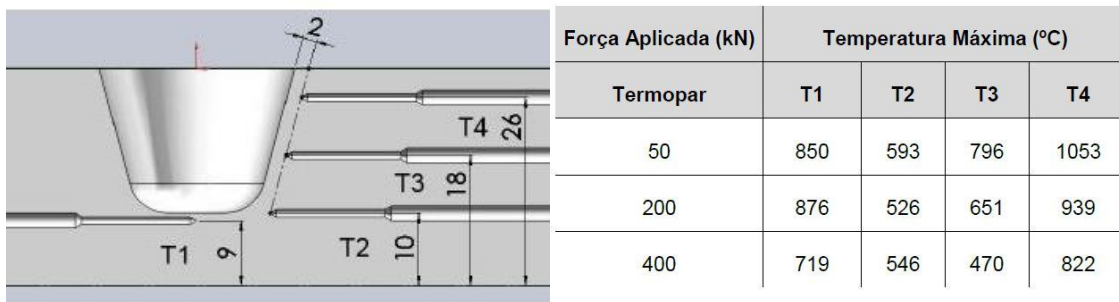 2
T4
26
T3
18
T1
9
T2
10
Força Aplicada (kN) Temperatura Máxima (ºC)
Termopar T1 T2 T3 T4
50 850 593 796 1053
200 876 526 651 939
400 719 546 470 822